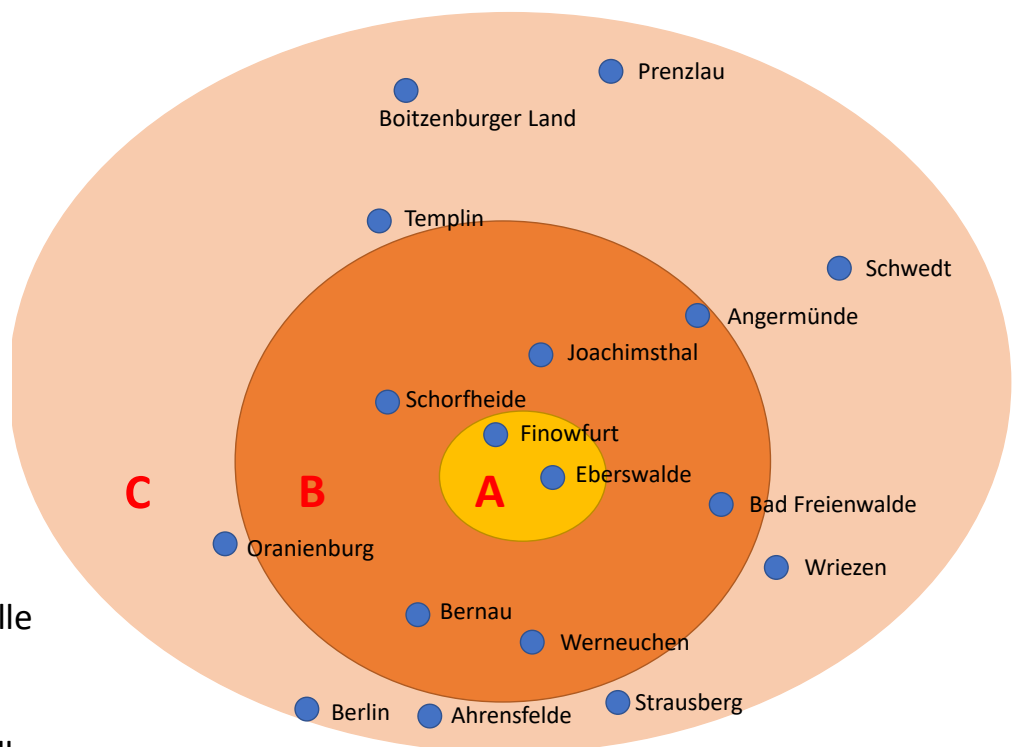 Prenzlau
Boitzenburger Land
Templin
Schwedt
Angermünde
Joachimsthal
Schorfheide
Finowfurt
Eberswalde
C
B
A
Bad Freienwalde
Oranienburg
Wriezen
Bernau
lle
Werneuchen
Strausberg
Berlin
Ahrensfelde